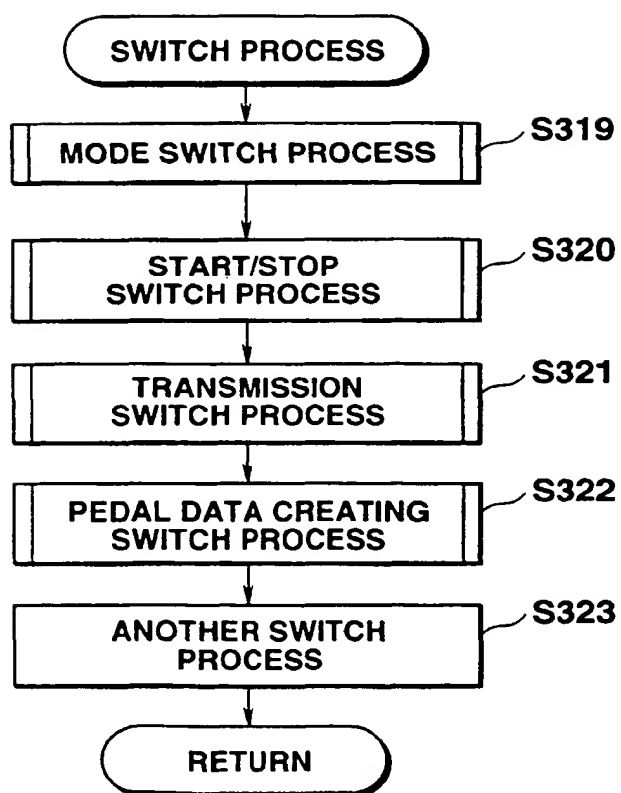 SWITCH PROCESS
MODE SWITCH PROCESS
S319
START/STOP
SWITCH PROCESS
S320
TRANSMISSION
SWITCH PROCESS
S321
PEDAL DATA CREATING
SWITCH PROCESS
S322
ANOTHER SWITCH
PROCESS
S323
RETURN